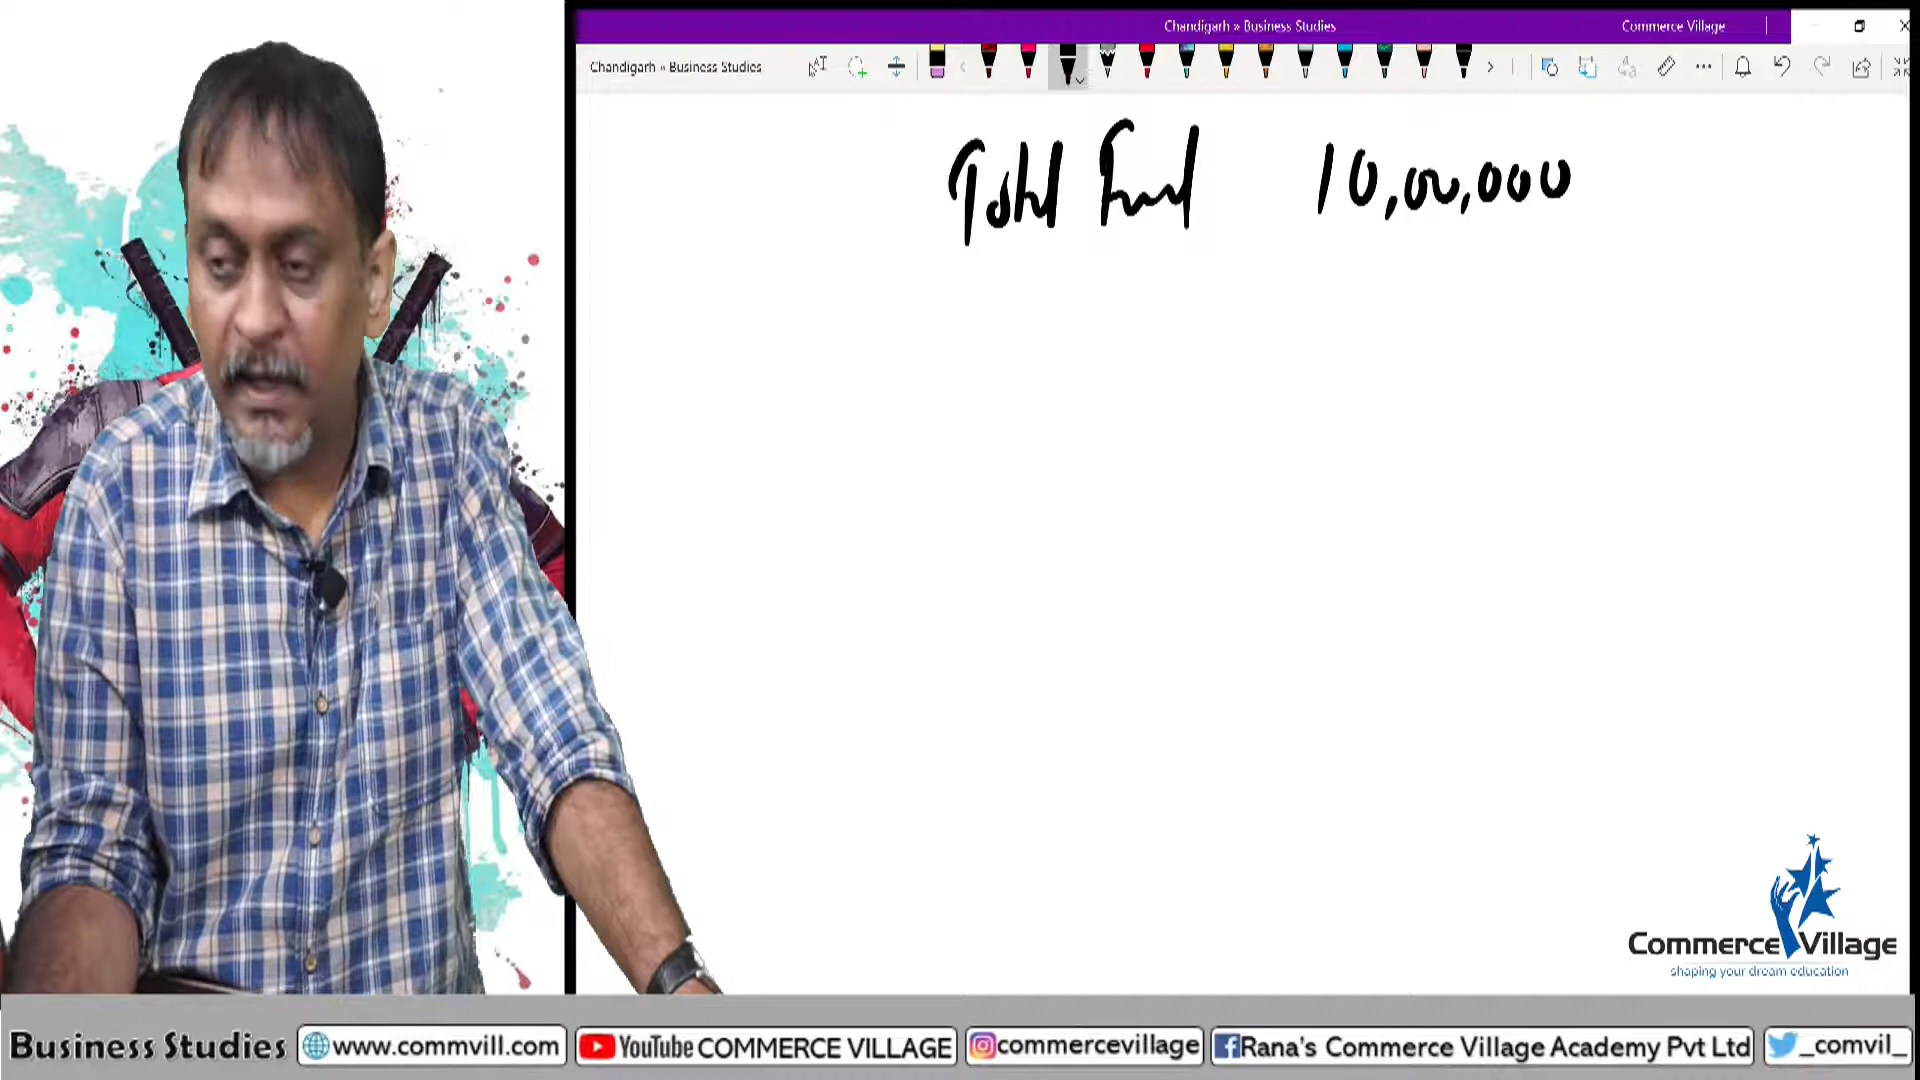 Chandigarh » Business Studies
Commerce Village
Chandigarh » Business Studies
Total Fund 10,00,000
Commerce Village
shaping your dream education
Business Studies
www.commvill.com
YouTube COMMERCE VILLAGE
commercevillage
Rana's Commerce Village Academy Pvt Ltd
_comvil_